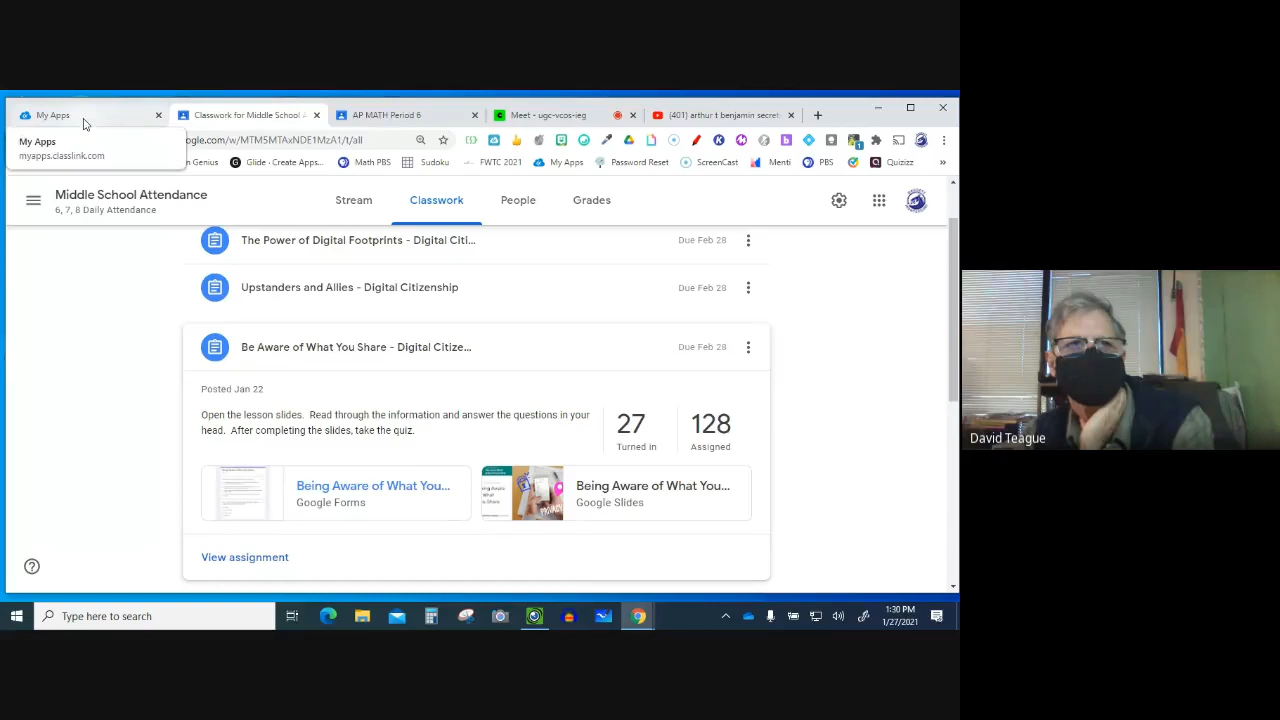 My Apps
Classwork for Middle School A
AP MATH Period 6
Meet - ugc-vcos-ieg
(401) arthur t benjamin secret
My Apps
myapps.classlink.com
ogle.com/w/MTM5MTAxNDE1Mza1/t/all
m Genius
Glide - Create Apps...
Math PBS
Sudoku
FWTC 2021
My Apps
Password Reset
ScreenCast
Menti
PBS
Quizizz
Middle School Attendance
6, 7, 8 Daily Attendance
Stream
Classwork
People
Grades
The Power of Digital Footprints - Digital Citi...
Due Feb 28
Upstanders and Allies - Digital Citizenship
Due Feb 28
Be Aware of What You Share - Digital Citize...
Due Feb 28
Posted Jan 22
Open the lesson slides. Read through the information and answer the questions in your
head. After completing the slides, take the quiz.
27
Turned in
128
Assigned
Being Aware of What You...
Google Forms
Being Aware of What You...
Google Slides
PRIVACY
View assignment
Type here to search
1:30 PM
1/27/2021
David Teague